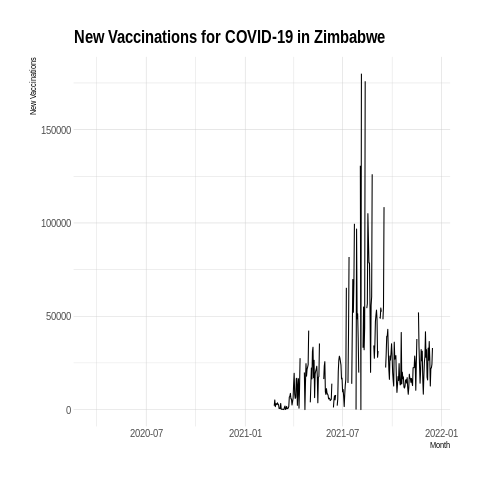 New Vaccinations for COVID-19 in Zimbabwe
New Vaccinations
150000
100000
50000
0
2020-07 2021-01 2021-07 2022-01
Month